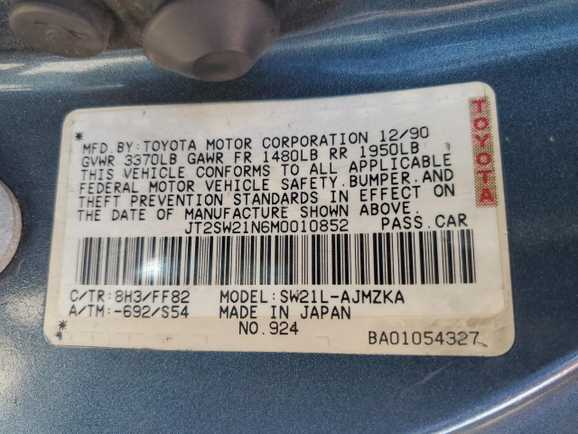 MFD.BY:TOYOTA MOTOR CORPORATION 12/90
GVWR 3370LB GAWR FR 1480LB RR 1950LB
THIS VEHICLE CONFORMS TO ALL APPLICABLE
FEDERAL MOTOR VEHICLE SAFETY,BUMPER,AND
THEFT PREVENTION STANDARDS IN EFFECT ON
THE DATE OF MANUFACTURE SHOWN ABOVE.
JT2SW21N6M0010852 PASS.CAR
TOYOTA
C/TR:8H3/FF82 MODEL:SW21L-AJMZKA
A/TM:-692/S54 MADE IN JAPAN
NO.924 BA01054327